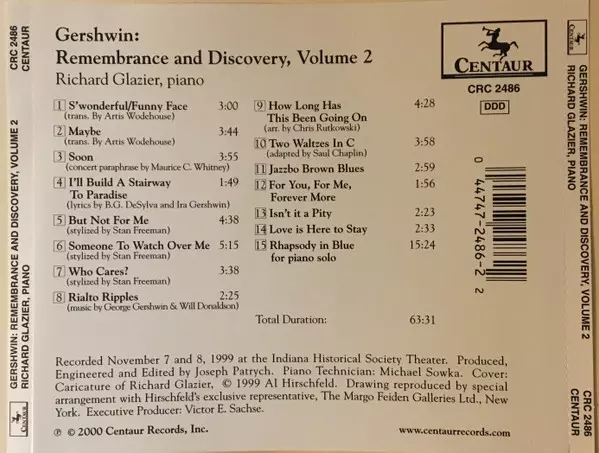 CRC 2486
CENTAUR
GERSHWIN: REMEMBRANCE AND DISCOVERY, VOLUME 2
RICHARD GLAZIER, PIANO
CENTAUR
Gershwin:
Remembrance and Discovery, Volume 2
Richard Glazier, piano
CENTAUR
CRC 2486
DDD
1 S'wonderful/Funny Face 3:00
(trans. By Artis Wodehouse)
2 Maybe 3:44
(trans. By Artis Wodehouse)
3 Soon 3:55
(concert paraphrase by Maurice C. Whitney)
4 I'll Build A Stairway 1:49
To Paradise
(lyrics by B.G. DeSylva and Ira Gershwin)
5 But Not For Me 4:38
(stylized by Stan Freeman)
6 Someone To Watch Over Me 5:15
(stylized by Stan Freeman)
7 Who Cares? 3:38
(stylized by Stan Freeman)
8 Rialto Ripples 2:25
(music by George Gershwin & Will Donaldson)
9 How Long Has 4:28
This Been Going On
(arr. by Chris Rutkowski)
10 Two Waltzes In C 3:58
(adapted by Saul Chaplin)
11 Jazzbo Brown Blues 2:59
12 For You, For Me, 1:56
Forever More
13 Isn't it a Pity 2:23
14 Love is Here to Stay 2:33
15 Rhapsody in Blue 15:24
for piano solo
Total Duration: 63:31
0 44747-2486-2 2
Recorded November 7 and 8, 1999 at the Indiana Historical Society Theater. Produced,
Engineered and Edited by Joseph Patrych. Piano Technician: Michael Sowka. Cover:
Caricature of Richard Glazier, © 1999 Al Hirschfeld. Drawing reproduced by special
arrangement with Hirschfeld's exclusive representative, The Margo Feiden Galleries Ltd., New
York. Executive Producer: Victor E. Sachse.
℗ © 2000 Centaur Records, Inc. www.centaurrecords.com
CENTAUR
GERSHWIN: REMEMBRANCE AND DISCOVERY, VOLUME 2
RICHARD GLAZIER, PIANO
CRC 2486
CENTAUR